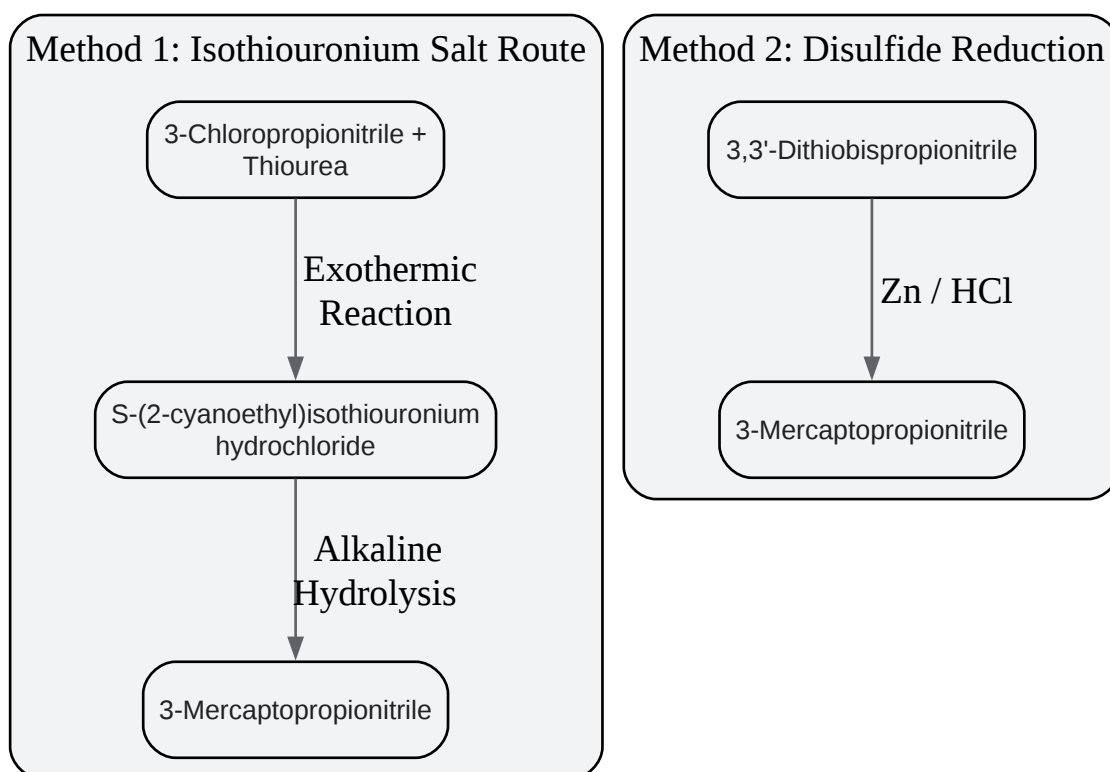 Method 1: Isothiouronium Salt Route
3-Chloropropionitrile +
Thiourea
Exothermic
Reaction
S-(2-cyanoethyl)isothiouronium
hydrochloride
Alkaline
Hydrolysis
3-Mercaptopropionitrile
Method 2: Disulfide Reduction
3,3'-Dithiobispropionitrile
Zn / HCl
3-Mercaptopropionitrile